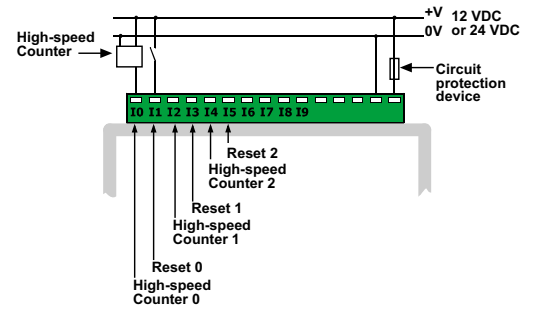 +V 12 VDC
0V or 24 VDC
High-speed
Counter
Circuit
protection
device
I0 I1 I2 I3 I4 I5 I6 I7 I8 I9
Reset 2
High-speed
Counter 2
Reset 1
High-speed
Counter 1
Reset 0
High-speed
Counter 0